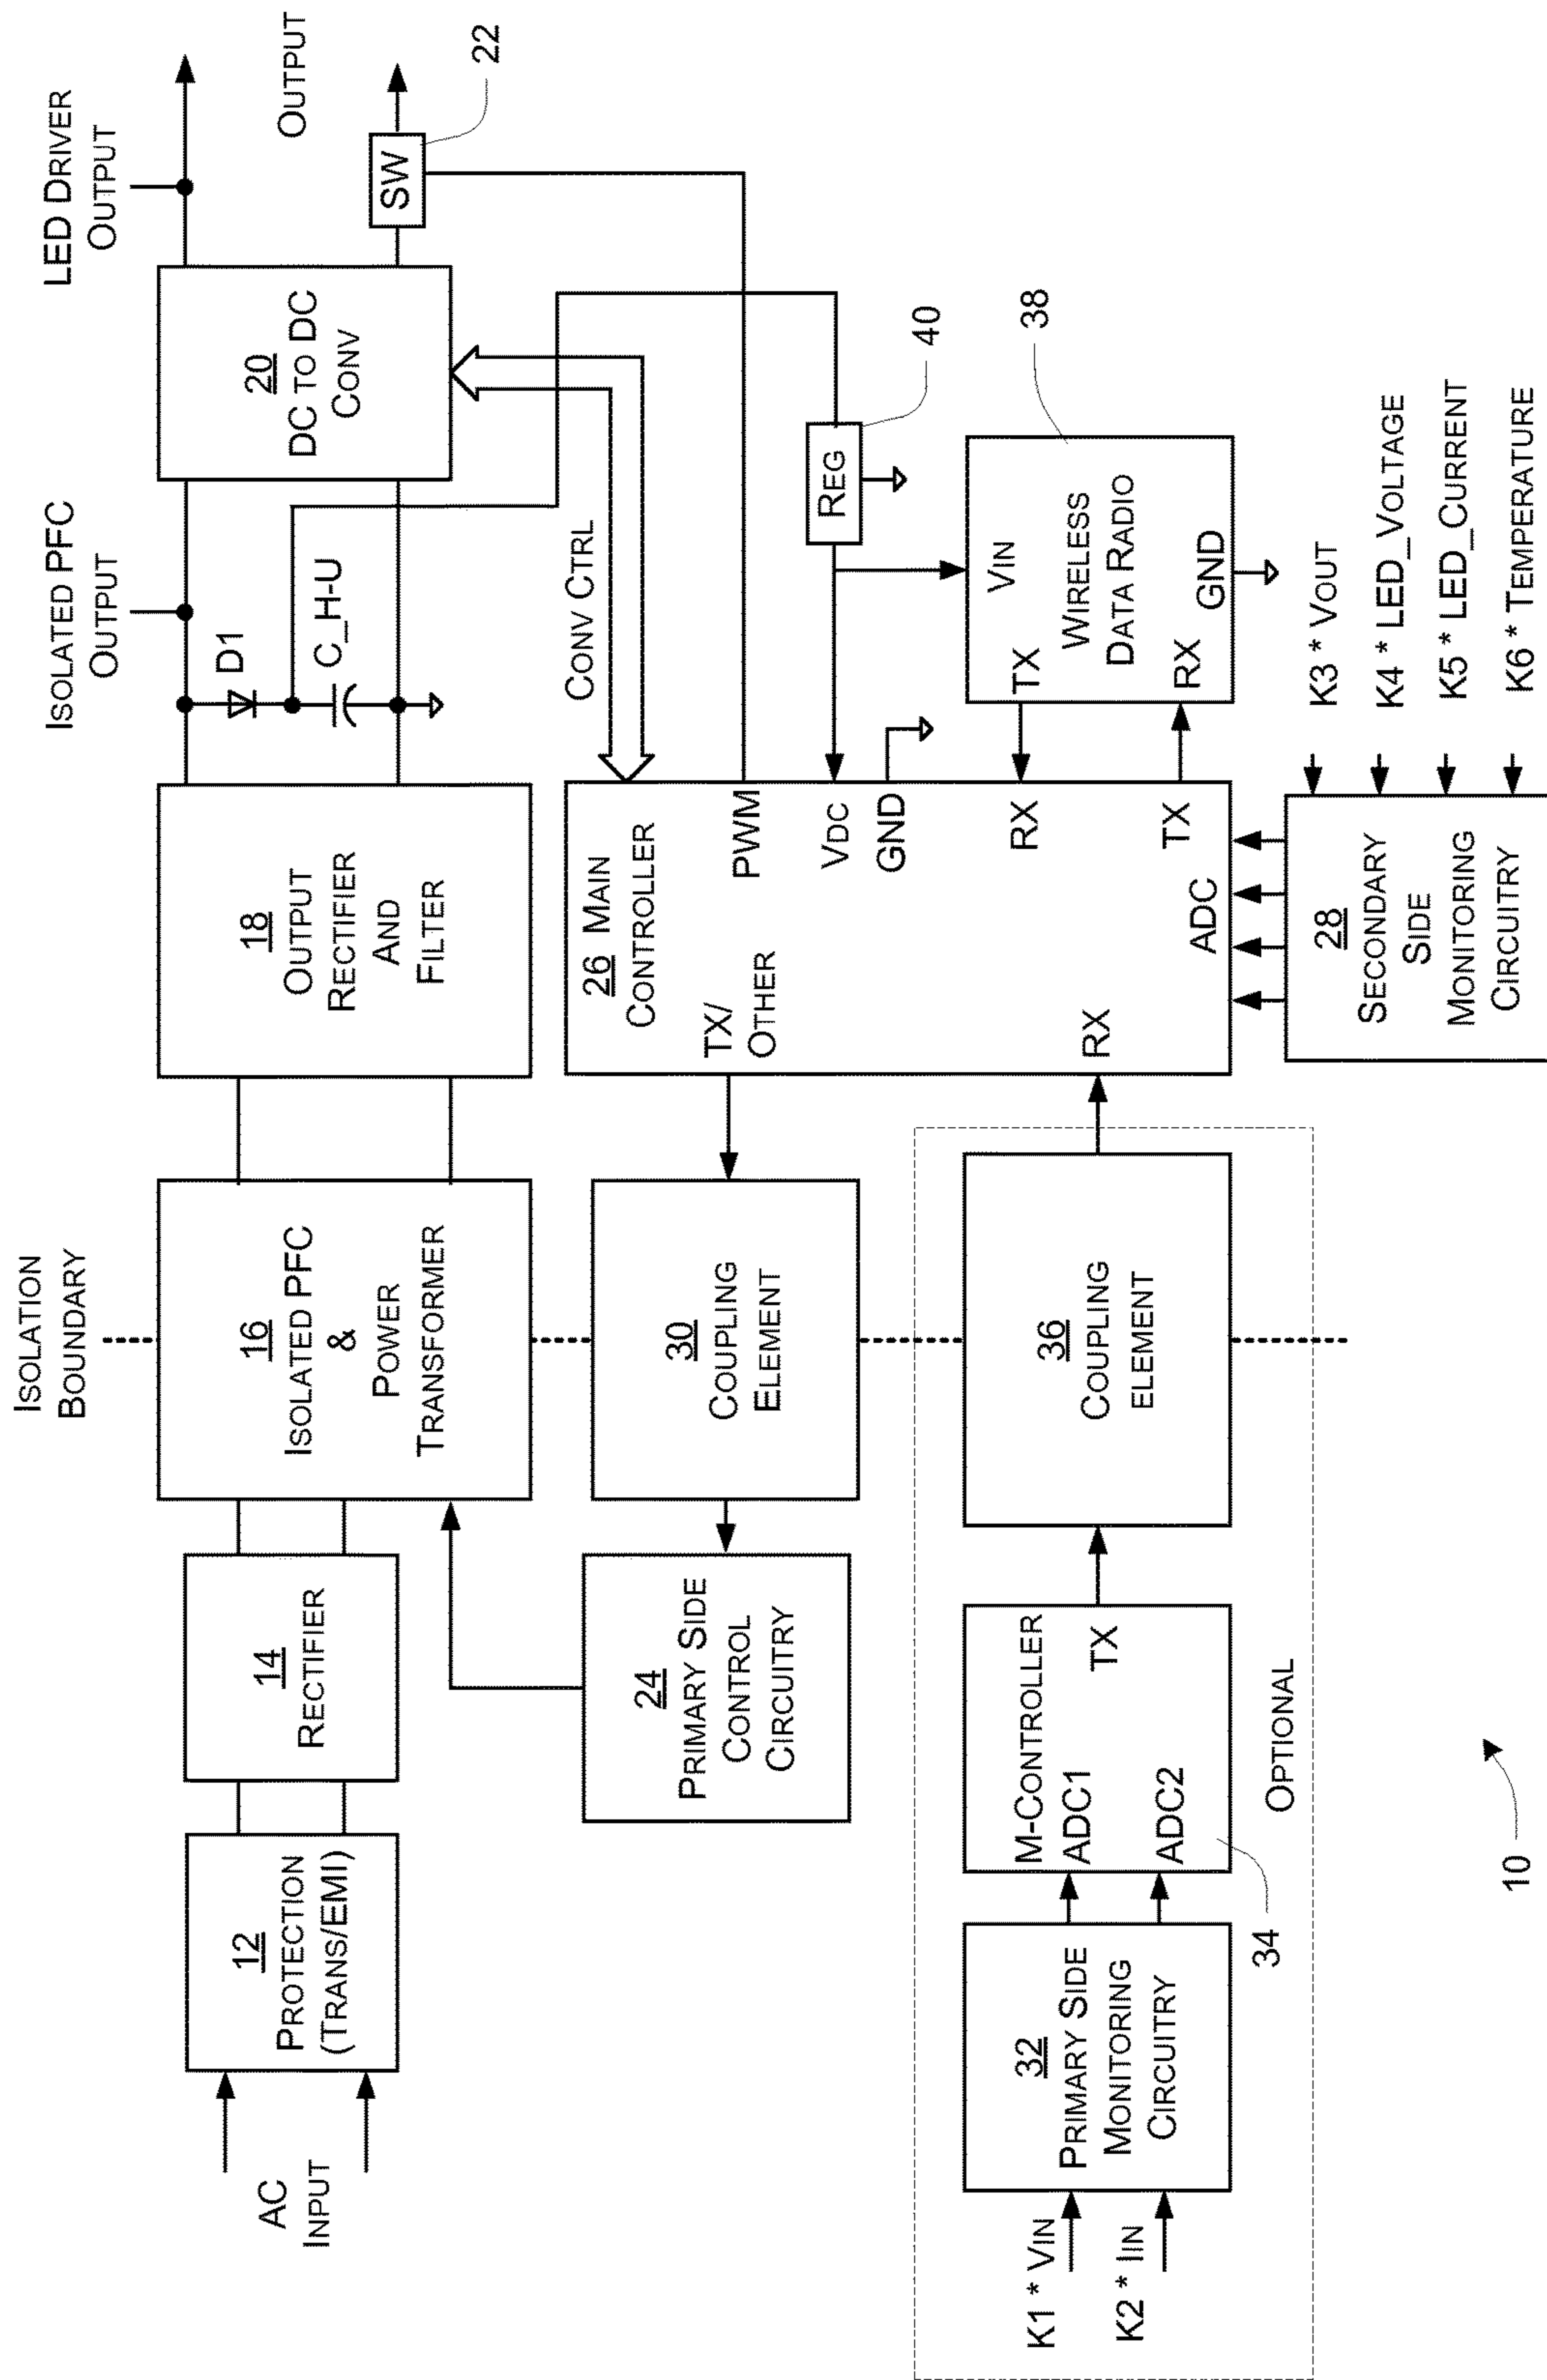 AC
INPUT
12
PROTECTION
(TRANS/EMI)
14
RECTIFIER
ISOLATION
BOUNDARY
16
ISOLATED PFC
&
POWER
TRANSFORMER
18
OUTPUT
RECTIFIER
AND
FILTER
ISOLATED PFC
OUTPUT
D1
C_H-U
20
DC TO DC
CONV
LED DRIVER
OUTPUT
OUTPUT
SW
22
24
PRIMARY SIDE
CONTROL
CIRCUITRY
30
COUPLING
ELEMENT
26 MAIN
CONTROLLER
TX/
OTHER
RX
PWM
VDC
GND
RX
TX
ADC
CONV CTRL
REG
40
38
VIN
TX
WIRELESS
DATA RADIO
RX
GND
K1 * VIN
K2 * IIN
32
PRIMARY SIDE
MONITORING
CIRCUITRY
M-CONTROLLER
ADC1
TX
ADC2
34
OPTIONAL
36
COUPLING
ELEMENT
28
SECONDARY
SIDE
MONITORING
CIRCUITRY
K3 * VOUT
K4 * LED_VOLTAGE
K5 * LED_CURRENT
K6 * TEMPERATURE
10